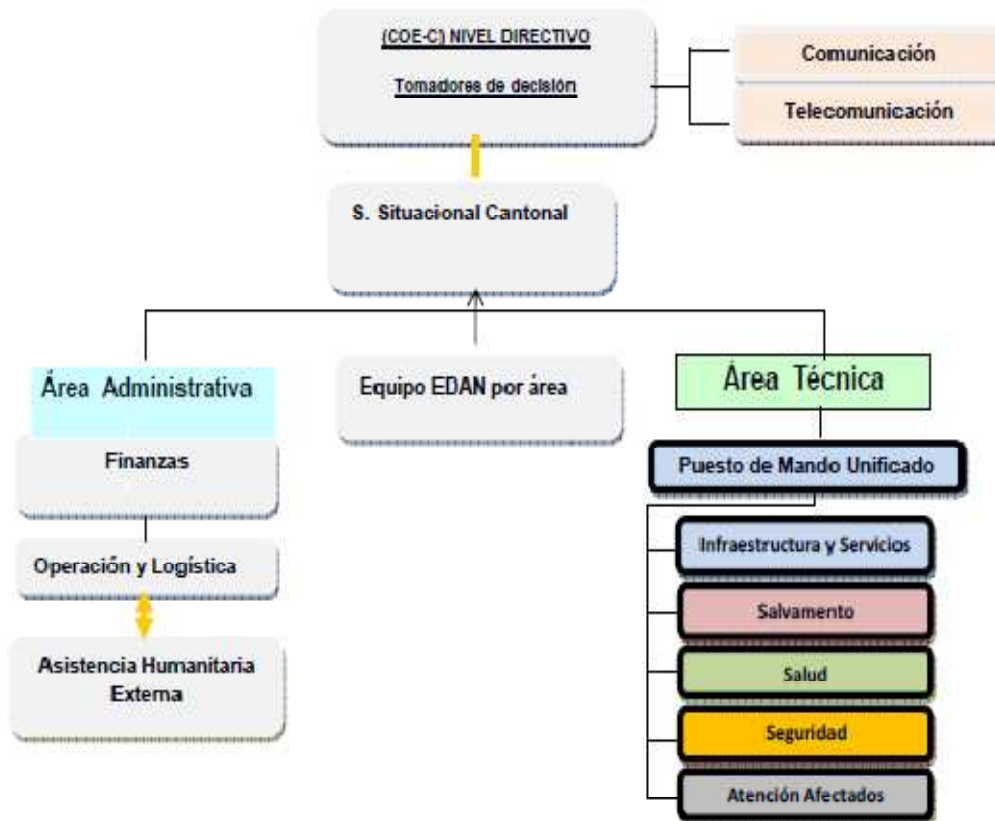 (COE-C) NIVEL DIRECTIVO
Tomadores de decisión
Comunicación
Telecomunicación
S. Situacional Cantonal
Área Administrativa
Equipo EDAN por área
Área Técnica
Finanzas
Puesto de Mando Unificado
Operación y Logística
Infraestructura y Servicios
Salvamento
Asistencia Humanitaria
Externa
Salud
Seguridad
Atención Afectados